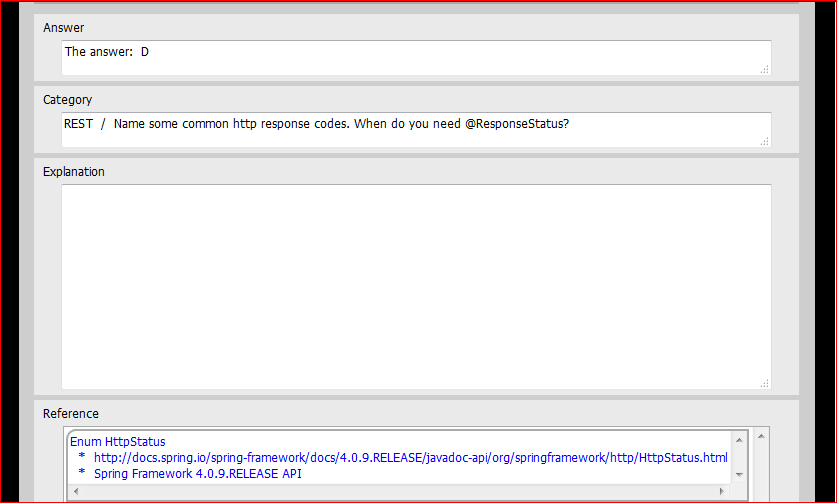 Answer
The answer:  D
Category
REST  /  Name some common http response codes. When do you need @ResponseStatus?
Explanation
Reference
Enum HttpStatus
*  http://docs.spring.io/spring-framework/docs/4.0.9.RELEASE/javadoc-api/org/springframework/http/HttpStatus.html
*  Spring Framework 4.0.9.RELEASE API